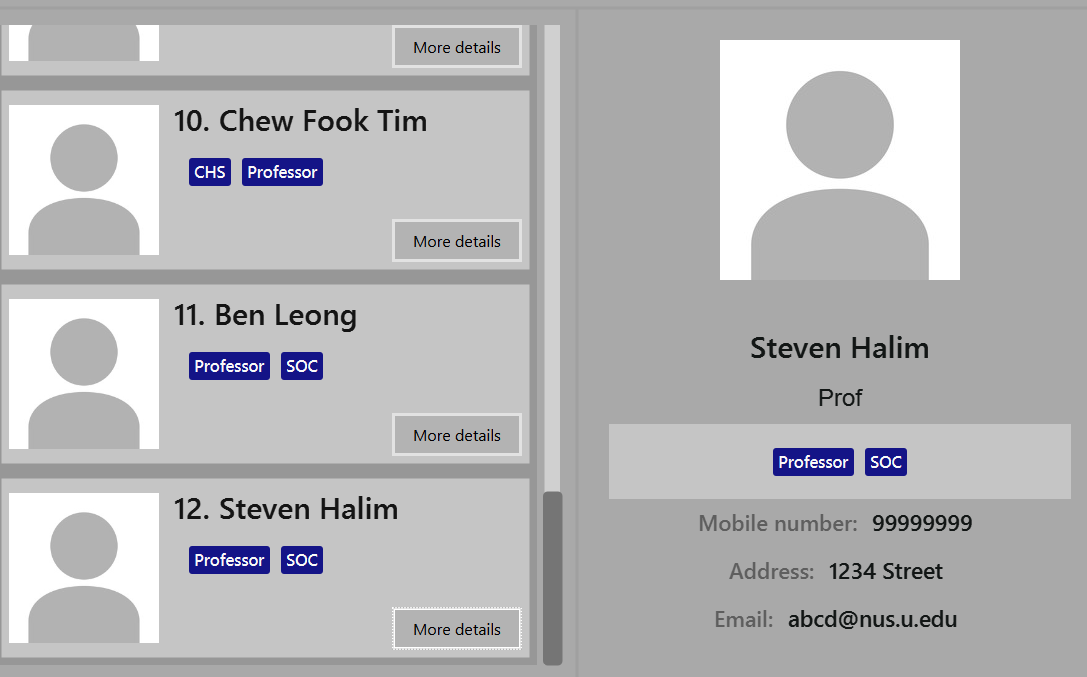 More details
10. Chew Fook Tim
CHS Professor
More details
11. Ben Leong
Professor SOC
More details
12. Steven Halim
Professor SOC
More details
Steven Halim
Prof
Professor SOC
Mobile number: 99999999
Address: 1234 Street
Email: abcd@nus.u.edu